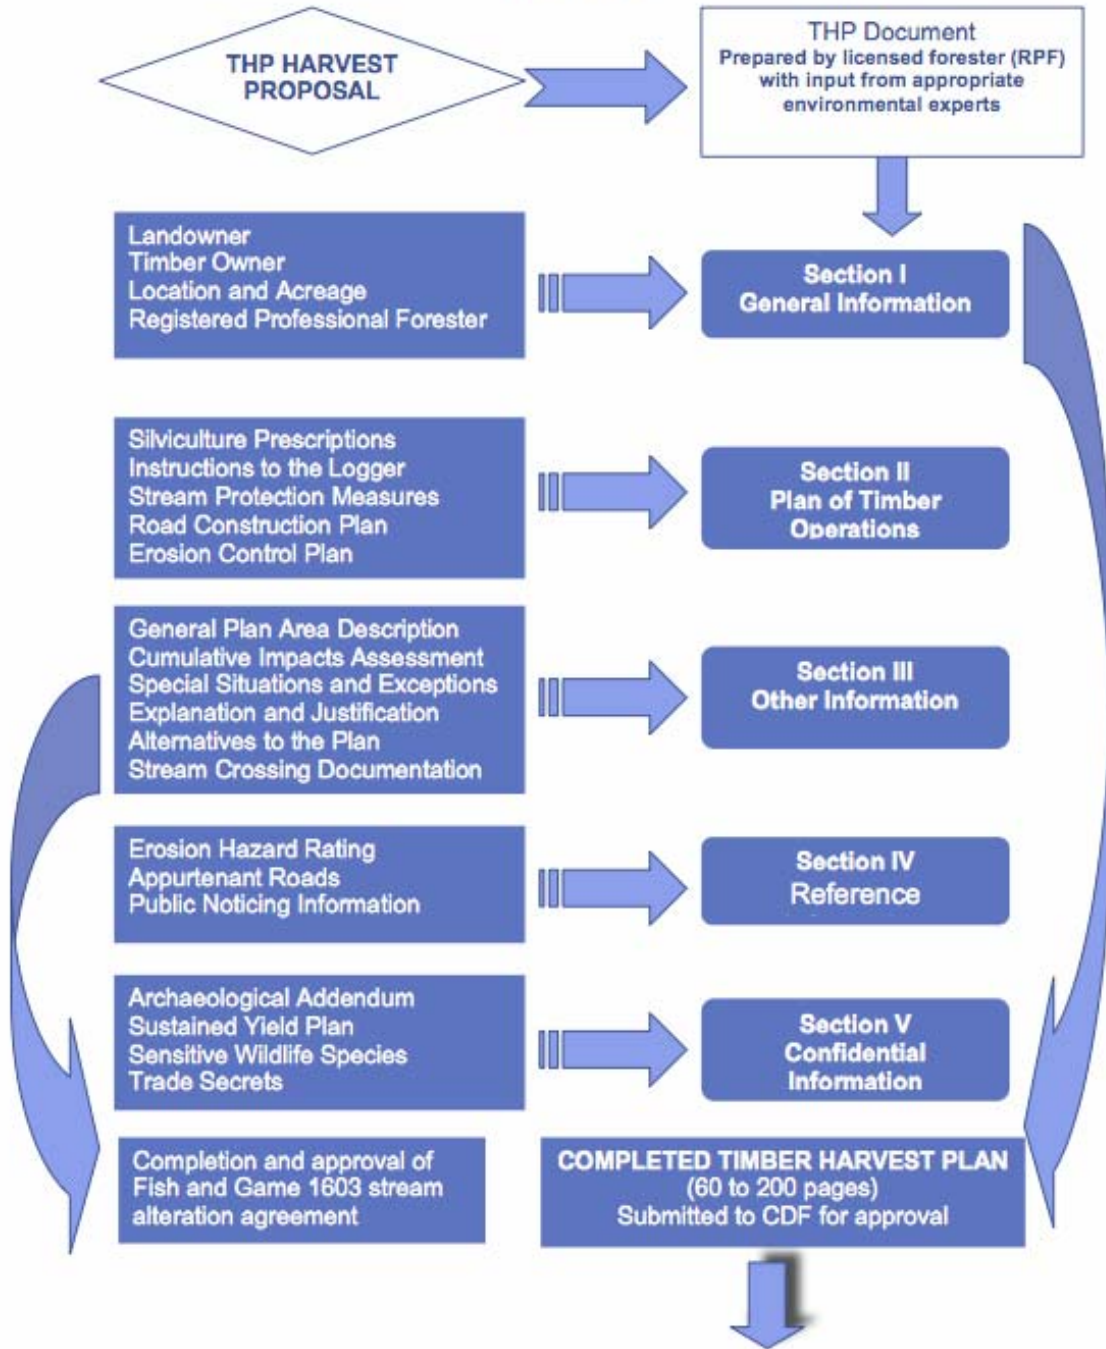 THP HARVEST
PROPOSAL
THP Document
Prepared by licensed forester (RPF)
with input from appropriate
environmental experts
Landowner
Timber Owner
Location and Acreage
Registered Professional Forester
Section I
General Information
Silviculture Prescriptions
Instructions to the Logger
Stream Protection Measures
Road Construction Plan
Erosion Control Plan
Section II
Plan of Timber
Operations
General Plan Area Description
Cumulative Impacts Assessment
Special Situations and Exceptions
Explanation and Justification
Alternatives to the Plan
Stream Crossing Documentation
Section III
Other Information
Erosion Hazard Rating
Appurtenant Roads
Public Noticing Information
Section IV
Reference
Archaeological Addendum
Sustained Yield Plan
Sensitive Wildlife Species
Trade Secrets
Section V
Confidential
Information
Completion and approval of
Fish and Game 1603 stream
alteration agreement
COMPLETED TIMBER HARVEST PLAN
(60 to 200 pages)
Submitted to CDF for approval